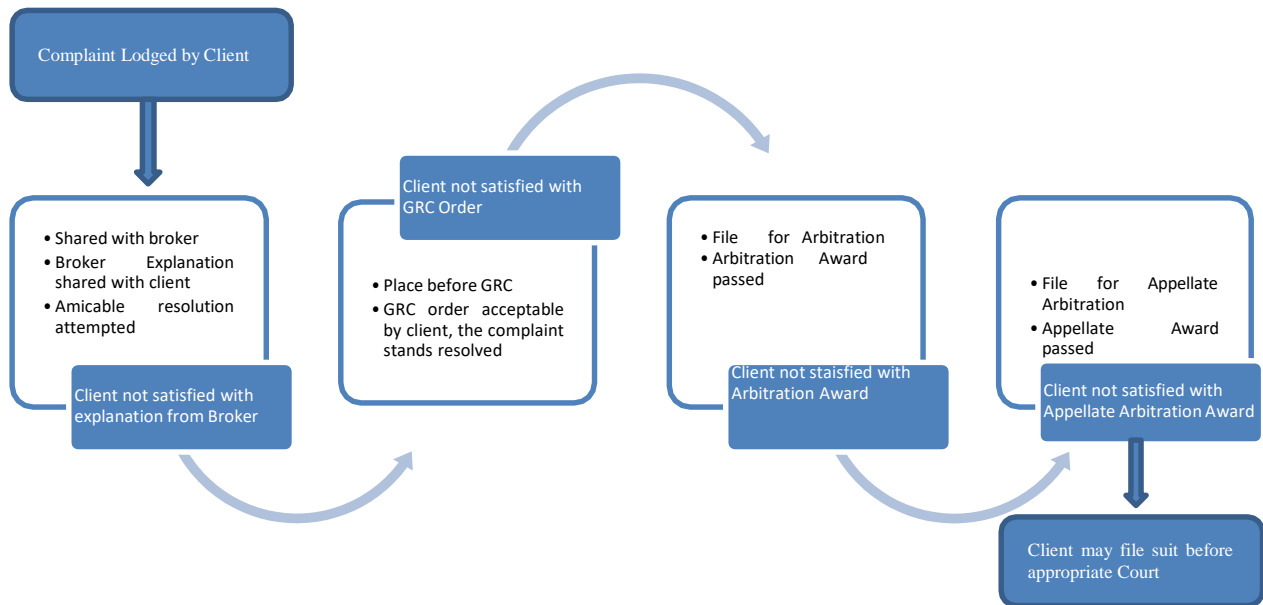 Complaint Lodged by Client
• Shared with broker
• Broker Explanation
shared with client
• Amicable resolution
attempted
Client not satisfied with
explanation from Broker
Client not satisfied with
GRC Order
• Place before GRC
• GRC order acceptable
by client, the complaint
stands resolved
• File for Arbitration
• Arbitration Award
passed
Client not staisfied with
Arbitration Award
• File for Appellate
Arbitration
• Appellate Award
passed
Client not satisfied with
Appellate Arbitration Award
Client may file suit before
appropriate Court